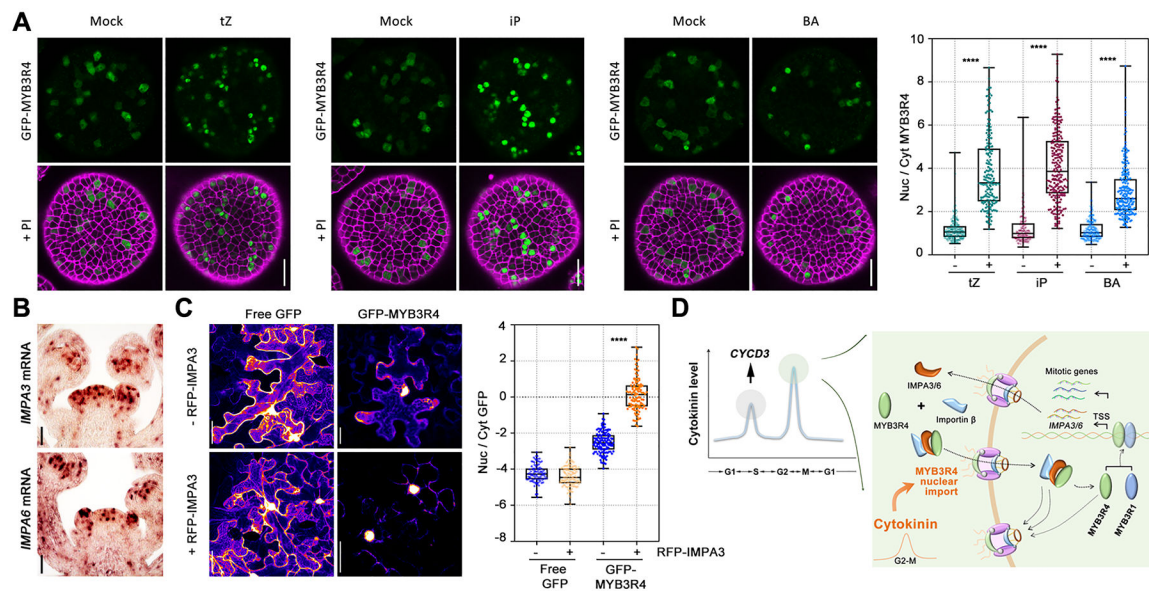 A
Mock
tZ
Mock
iP
Mock
BA
GFP-MYB3R4
+ PI
GFP-MYB3R4
+ PI
GFP-MYB3R4
+ PI
Nuc / Cyt MYB3R4
10
8
6
4
2
0
****
****
****
- + - + - +
tZ iP BA
B
IMPA3 mRNA
IMPA6 mRNA
C
Free GFP
GFP-MYB3R4
- RFP-IMPA3
+ RFP-IMPA3
Nuc / Cyt GFP
4
2
0
-2
-4
-6
-8
****
- + - + RFP-IMPA3
Free
GFP
GFP-
MYB3R4
D
Cytokinin level
CYCD3
G1 S G2 M G1
IMPA3/6
+
MYB3R4
Importin β
MYB3R4
nuclear
import
Cytokinin
G2-M
Mitotic genes
TSS
IMPA3/6
MYB3R4
MYB3R1